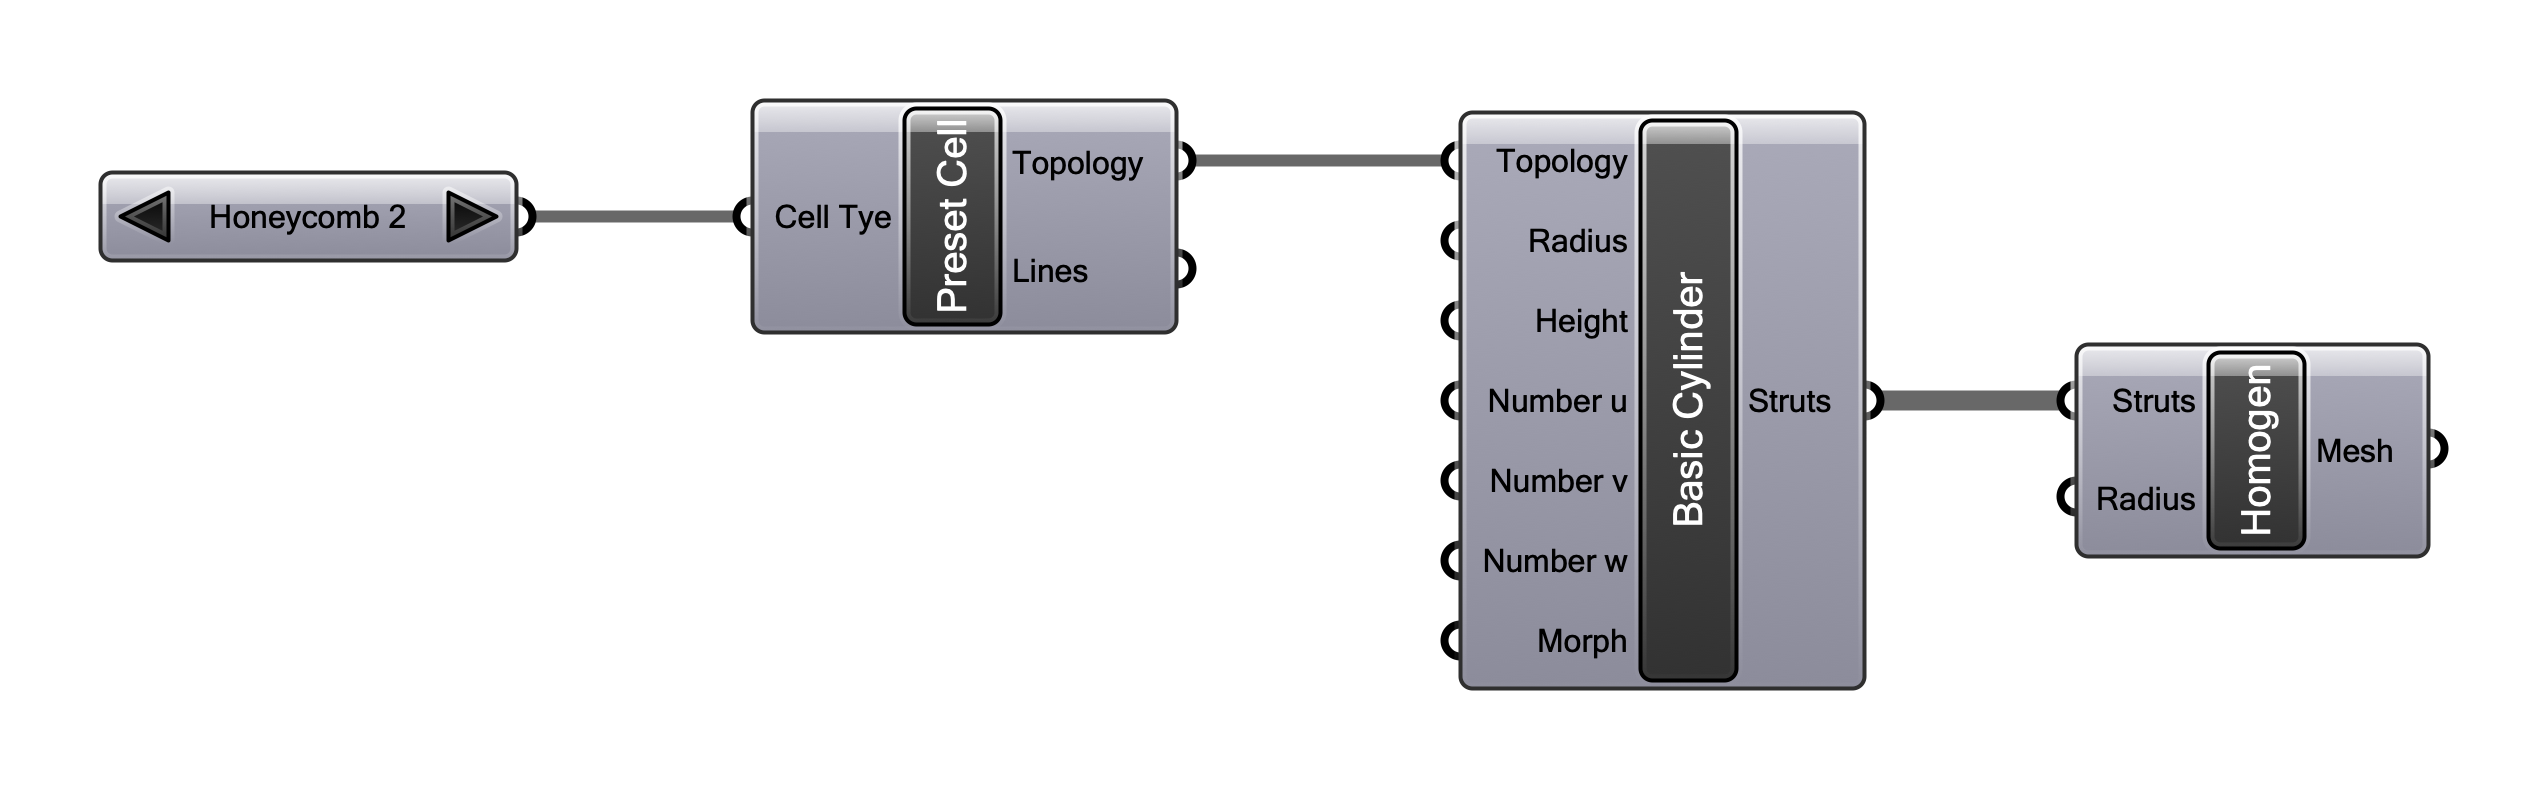 Honeycomb 2
Cell Tye
Preset Cell
Topology
Lines
Topology
Radius
Height
Number u
Number v
Number w
Morph
Basic Cylinder
Struts
Struts
Radius
Homogen
Mesh